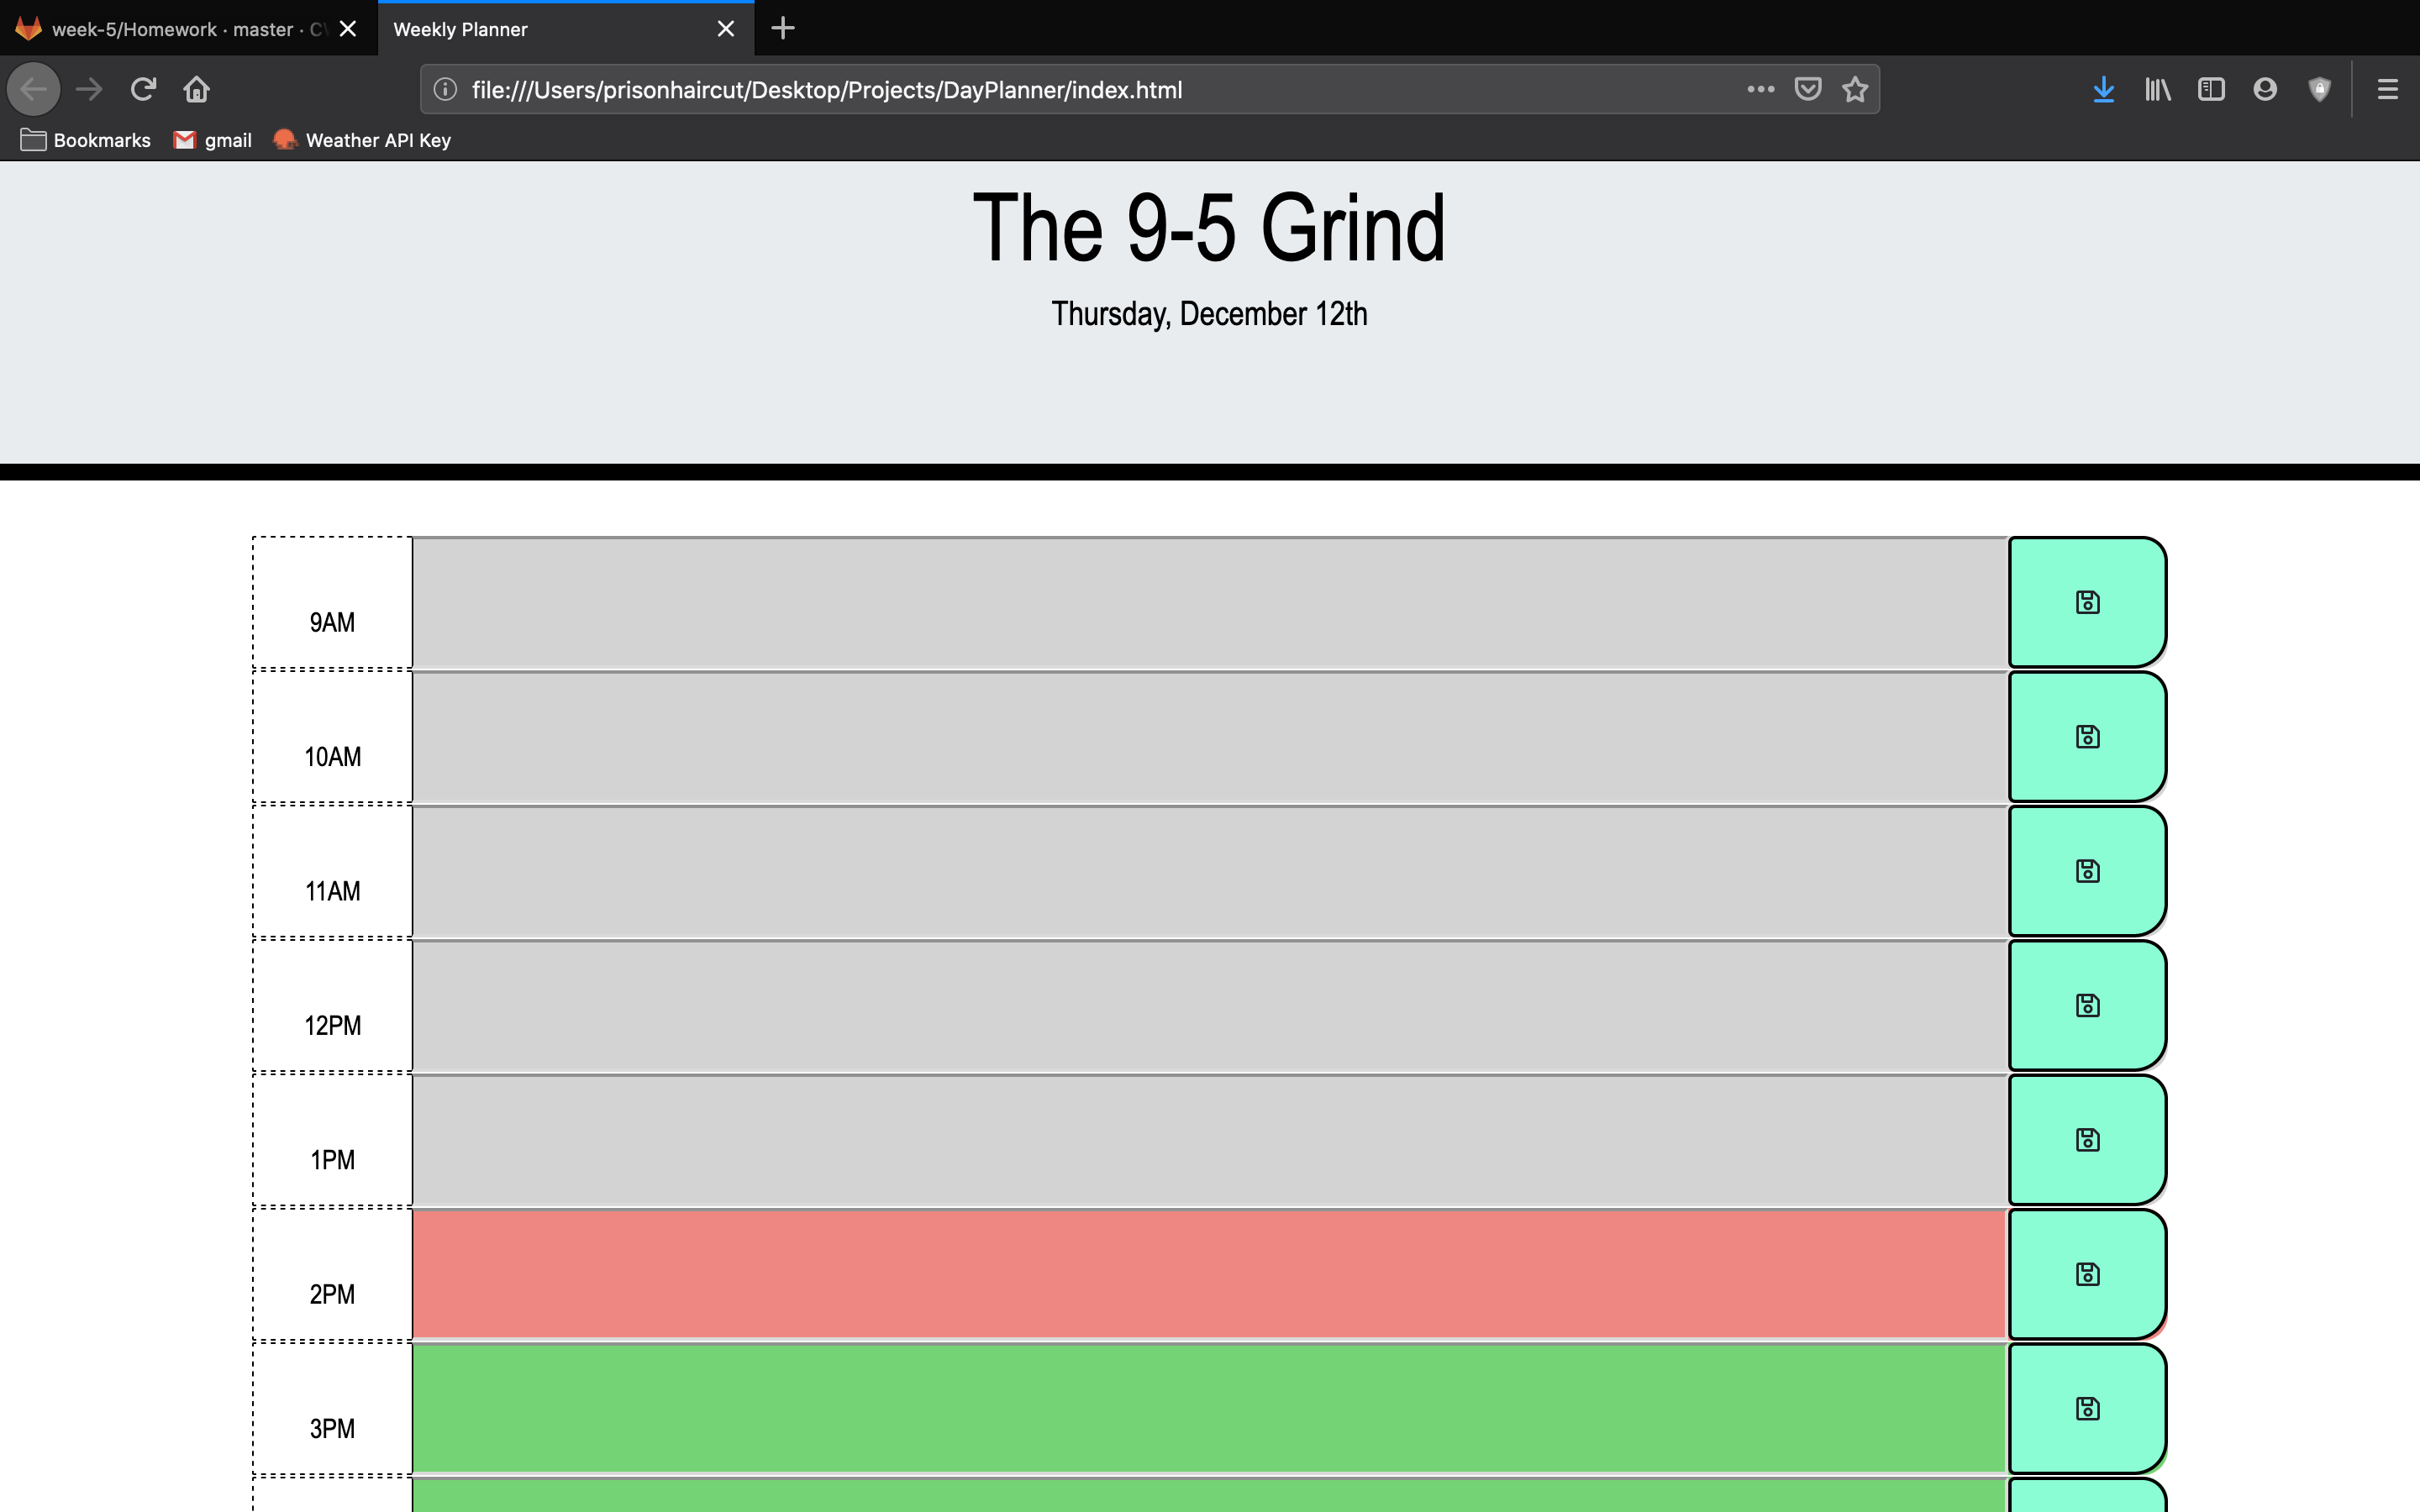 week-5/Homework · master · C
Weekly Planner
file:///Users/prisonhaircut/Desktop/Projects/DayPlanner/index.html
Bookmarks gmail Weather API Key
The 9-5 Grind
Thursday, December 12th
9AM
10AM
11AM
12PM
1PM
2PM
3PM